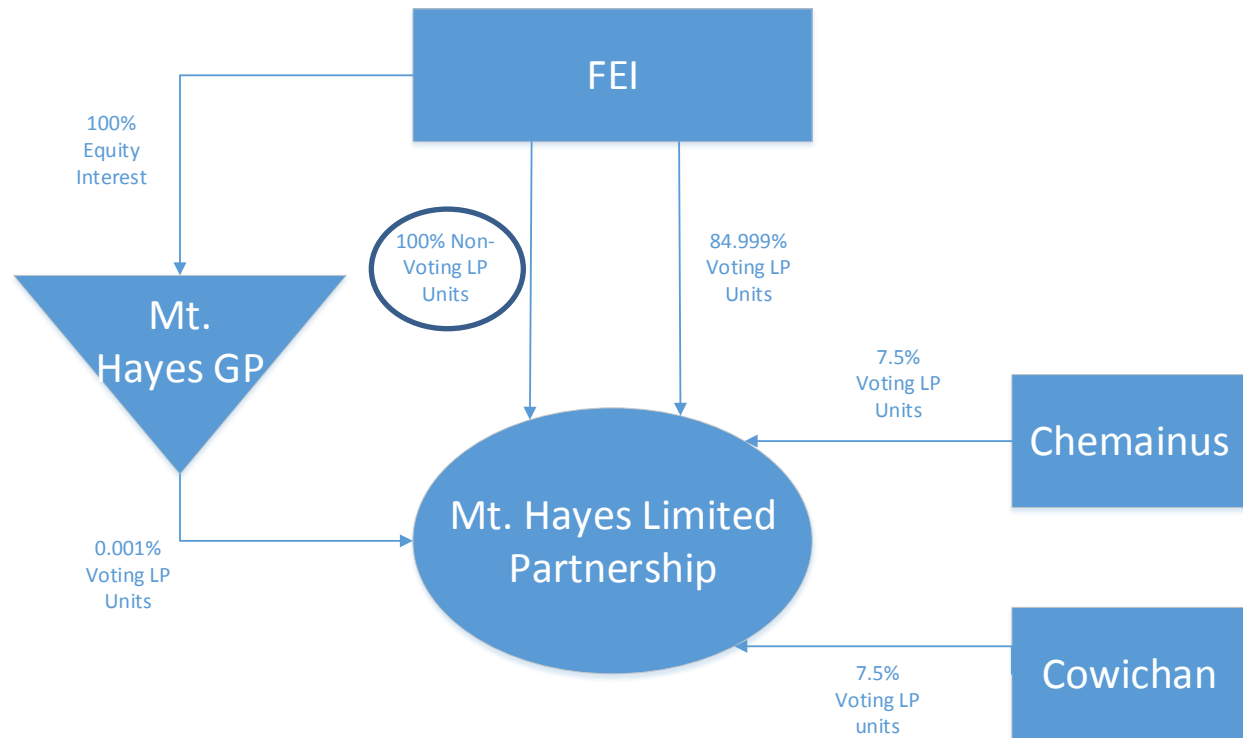 FEI
100%
Equity
Interest
100% Non-
Voting LP
Units
84.999%
Voting LP
Units
Mt.
Hayes GP
7.5%
Voting LP
Units
Chemainus
Mt. Hayes Limited
Partnership
0.001%
Voting LP
Units
7.5%
Voting LP
units
Cowichan